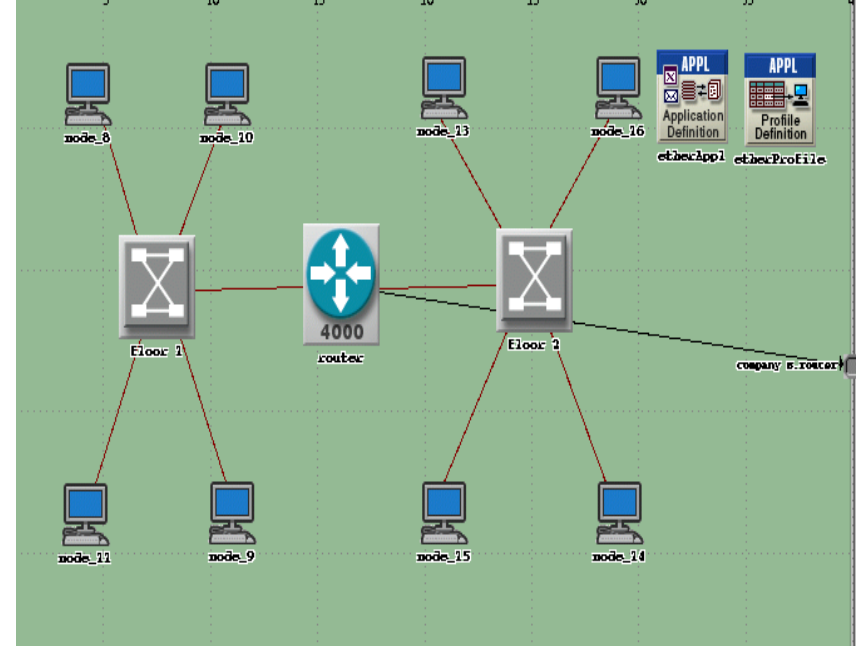 node_8
node_10
node_13
node_16
APPL
Application
Definition
etherAppl
APPL
Profile
Definition
etherProfile
4000
Floor 1
router
Floor 2
node_11
node_9
node_15
node_14